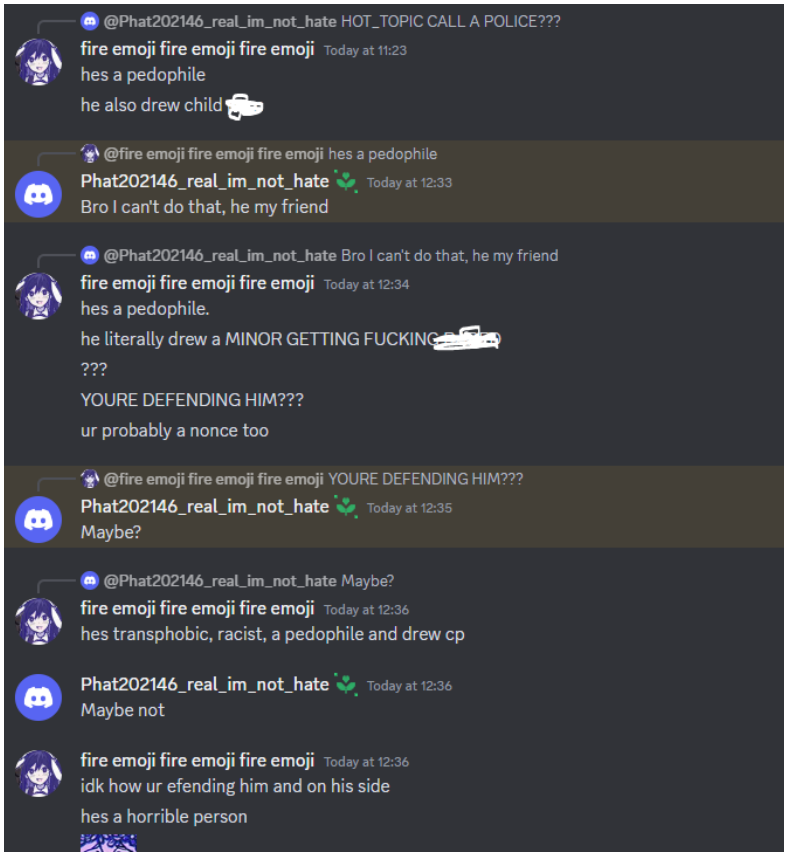 @Phat202146_real_im_not_hate HOT_TOPIC CALL A POLICE???
fire emoji fire emoji fire emoji Today at 11:23
hes a pedophile
he also drew child
@fire emoji fire emoji fire emoji hes a pedophile
Phat202146_real_im_not_hate Today at 12:33
Bro I can't do that, he my friend
@Phat202146_real_im_not_hate Bro I can't do that, he my friend
fire emoji fire emoji fire emoji Today at 12:34
hes a pedophile.
he literally drew a MINOR GETTING FUCKING
???
YOURE DEFENDING HIM???
ur probably a nonce too
@fire emoji fire emoji fire emoji YOURE DEFENDING HIM???
Phat202146_real_im_not_hate Today at 12:35
Maybe?
@Phat202146_real_im_not_hate Maybe?
fire emoji fire emoji fire emoji Today at 12:36
hes transphobic, racist, a pedophile and drew cp
Phat202146_real_im_not_hate Today at 12:36
Maybe not
fire emoji fire emoji fire emoji Today at 12:36
idk how ur efending him and on his side
hes a horrible person